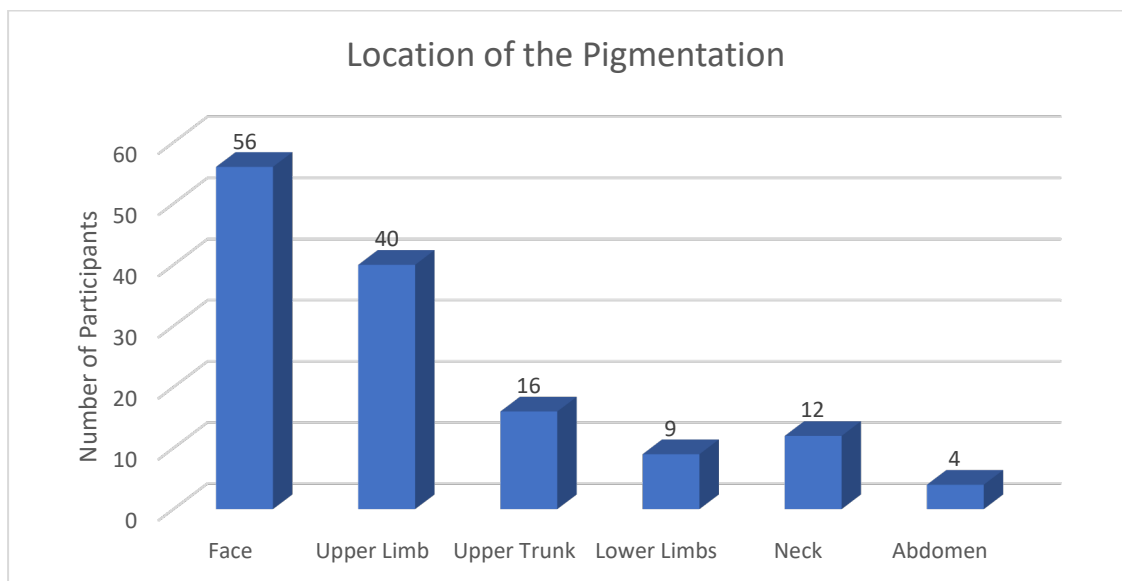 Location of the Pigmentation
Number of Participants
60
50
40
30
20
10
0
56
40
16
9
12
4
Face
Upper Limb
Upper Trunk
Lower Limbs
Neck
Abdomen